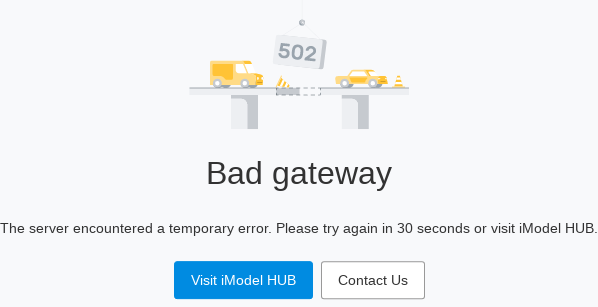 502
Bad gateway
The server encountered a temporary error. Please try again in 30 seconds or visit iModel HUB.
Visit iModel HUB
Contact Us